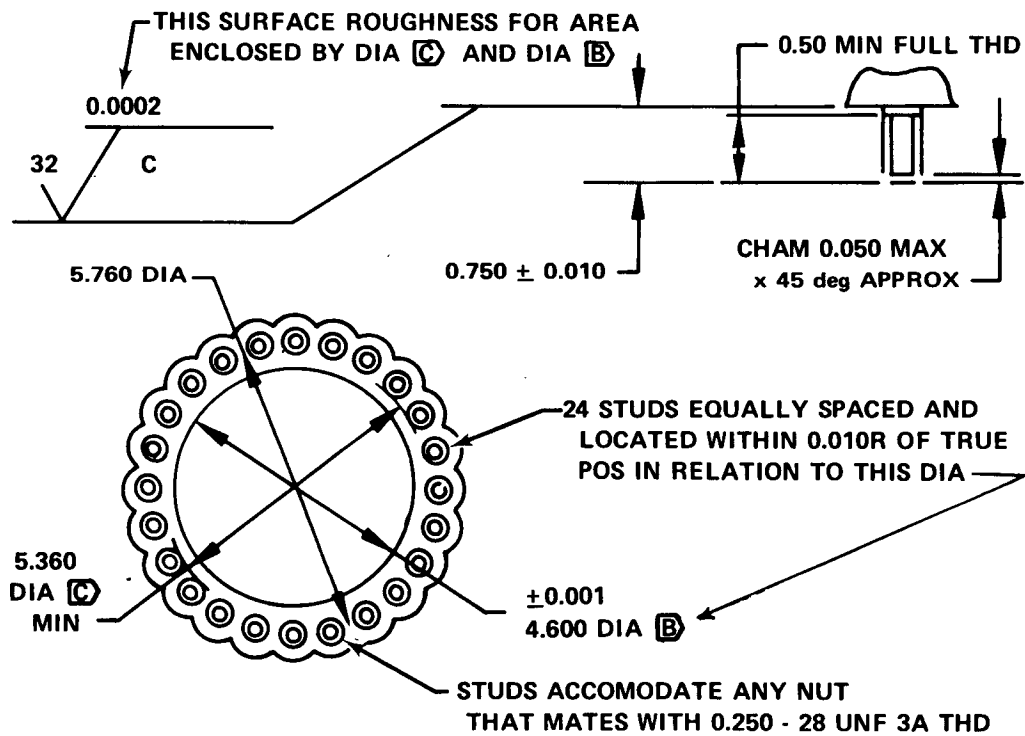 THIS SURFACE ROUGHNESS FOR AREA
ENCLOSED BY DIA C AND DIA B
0.0002
32
C
0.50 MIN FULL THD
0.750 ± 0.010
CHAM 0.050 MAX
x 45 deg APPROX
5.760 DIA
24 STUDS EQUALLY SPACED AND
LOCATED WITHIN 0.010R OF TRUE
POS IN RELATION TO THIS DIA
5.360
DIA C
MIN
±0.001
4.600 DIA B
STUDS ACCOMODATE ANY NUT
THAT MATES WITH 0.250 - 28 UNF 3A THD